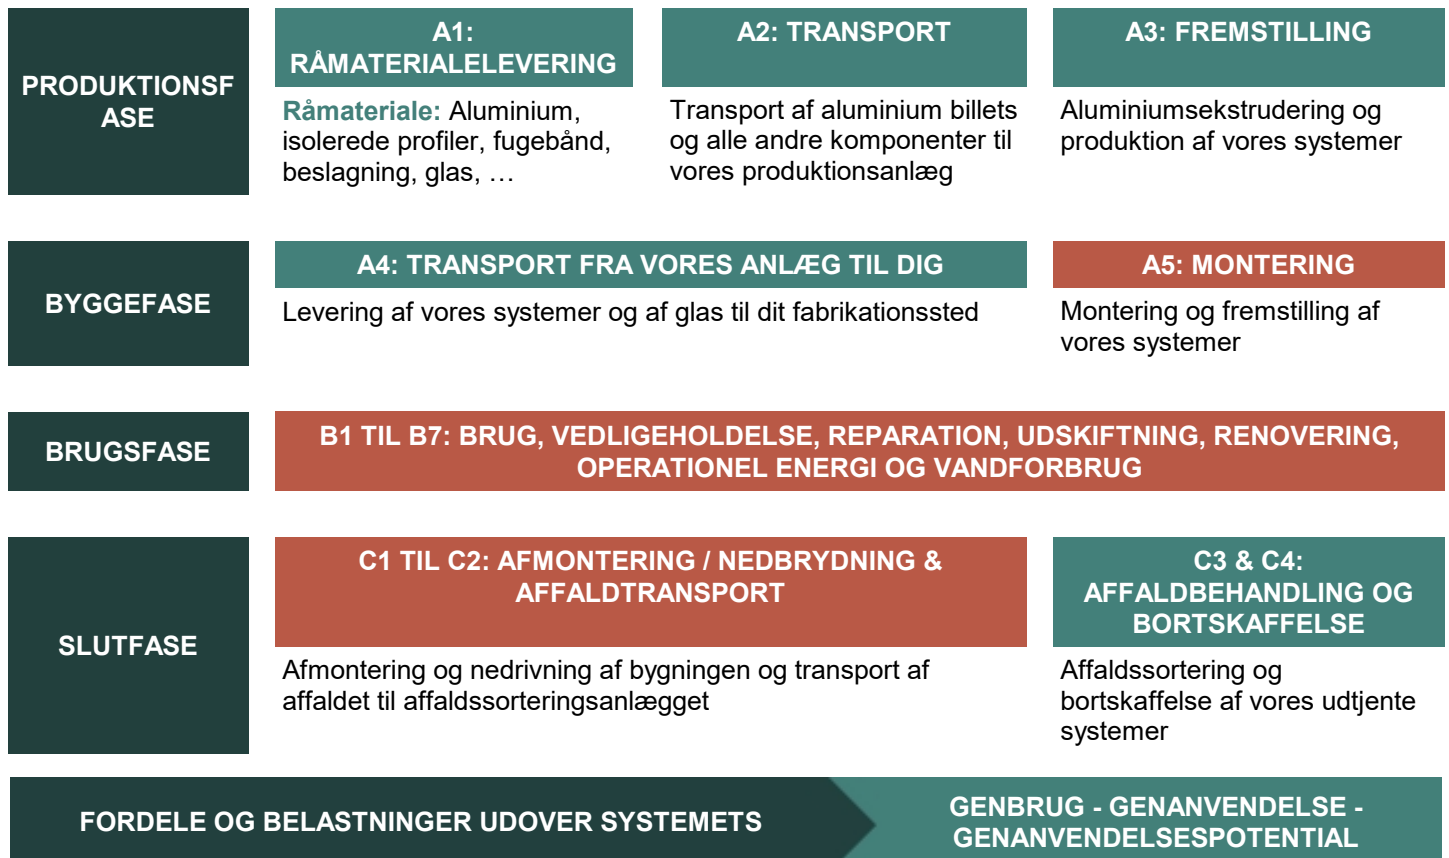 PRODUKTIONSF
ASE
A1:
RÅMATERIALELEVERING
Råmateriale: Aluminium,
isolerede profiler, fugebånd,
beslagning, glas, …
A2: TRANSPORT
Transport af aluminium billets
og alle andre komponenter til
vores produktionsanlæg
A3: FREMSTILLING
Aluminiumsekstrudering og
produktion af vores systemer
BYGGEFASE
A4: TRANSPORT FRA VORES ANLÆG TIL DIG
Levering af vores systemer og af glas til dit fabrikationssted
A5: MONTERING
Montering og fremstilling af
vores systemer
BRUGSFASE
B1 TIL B7: BRUG, VEDLIGEHOLDELSE, REPARATION, UDSKIFTNING, RENOVERING,
OPERATIONEL ENERGI OG VANDFORBRUG
SLUTFASE
C1 TIL C2: AFMONTERING / NEDBRYDNING &
AFFALDTRANSPORT
Afmontering og nedrivning af bygningen og transport af
affaldet til affaldssorteringsanlægget
C3 & C4:
AFFALDBEHANDLING OG
BORTSKAFFELSE
Affaldssortering og
bortskaffelse af vores udtjente
systemer
FORDELE OG BELASTNINGER UDOVER SYSTEMETS
GENBRUG - GENANVENDELSE -
GENANVENDELSESPOTENTIAL